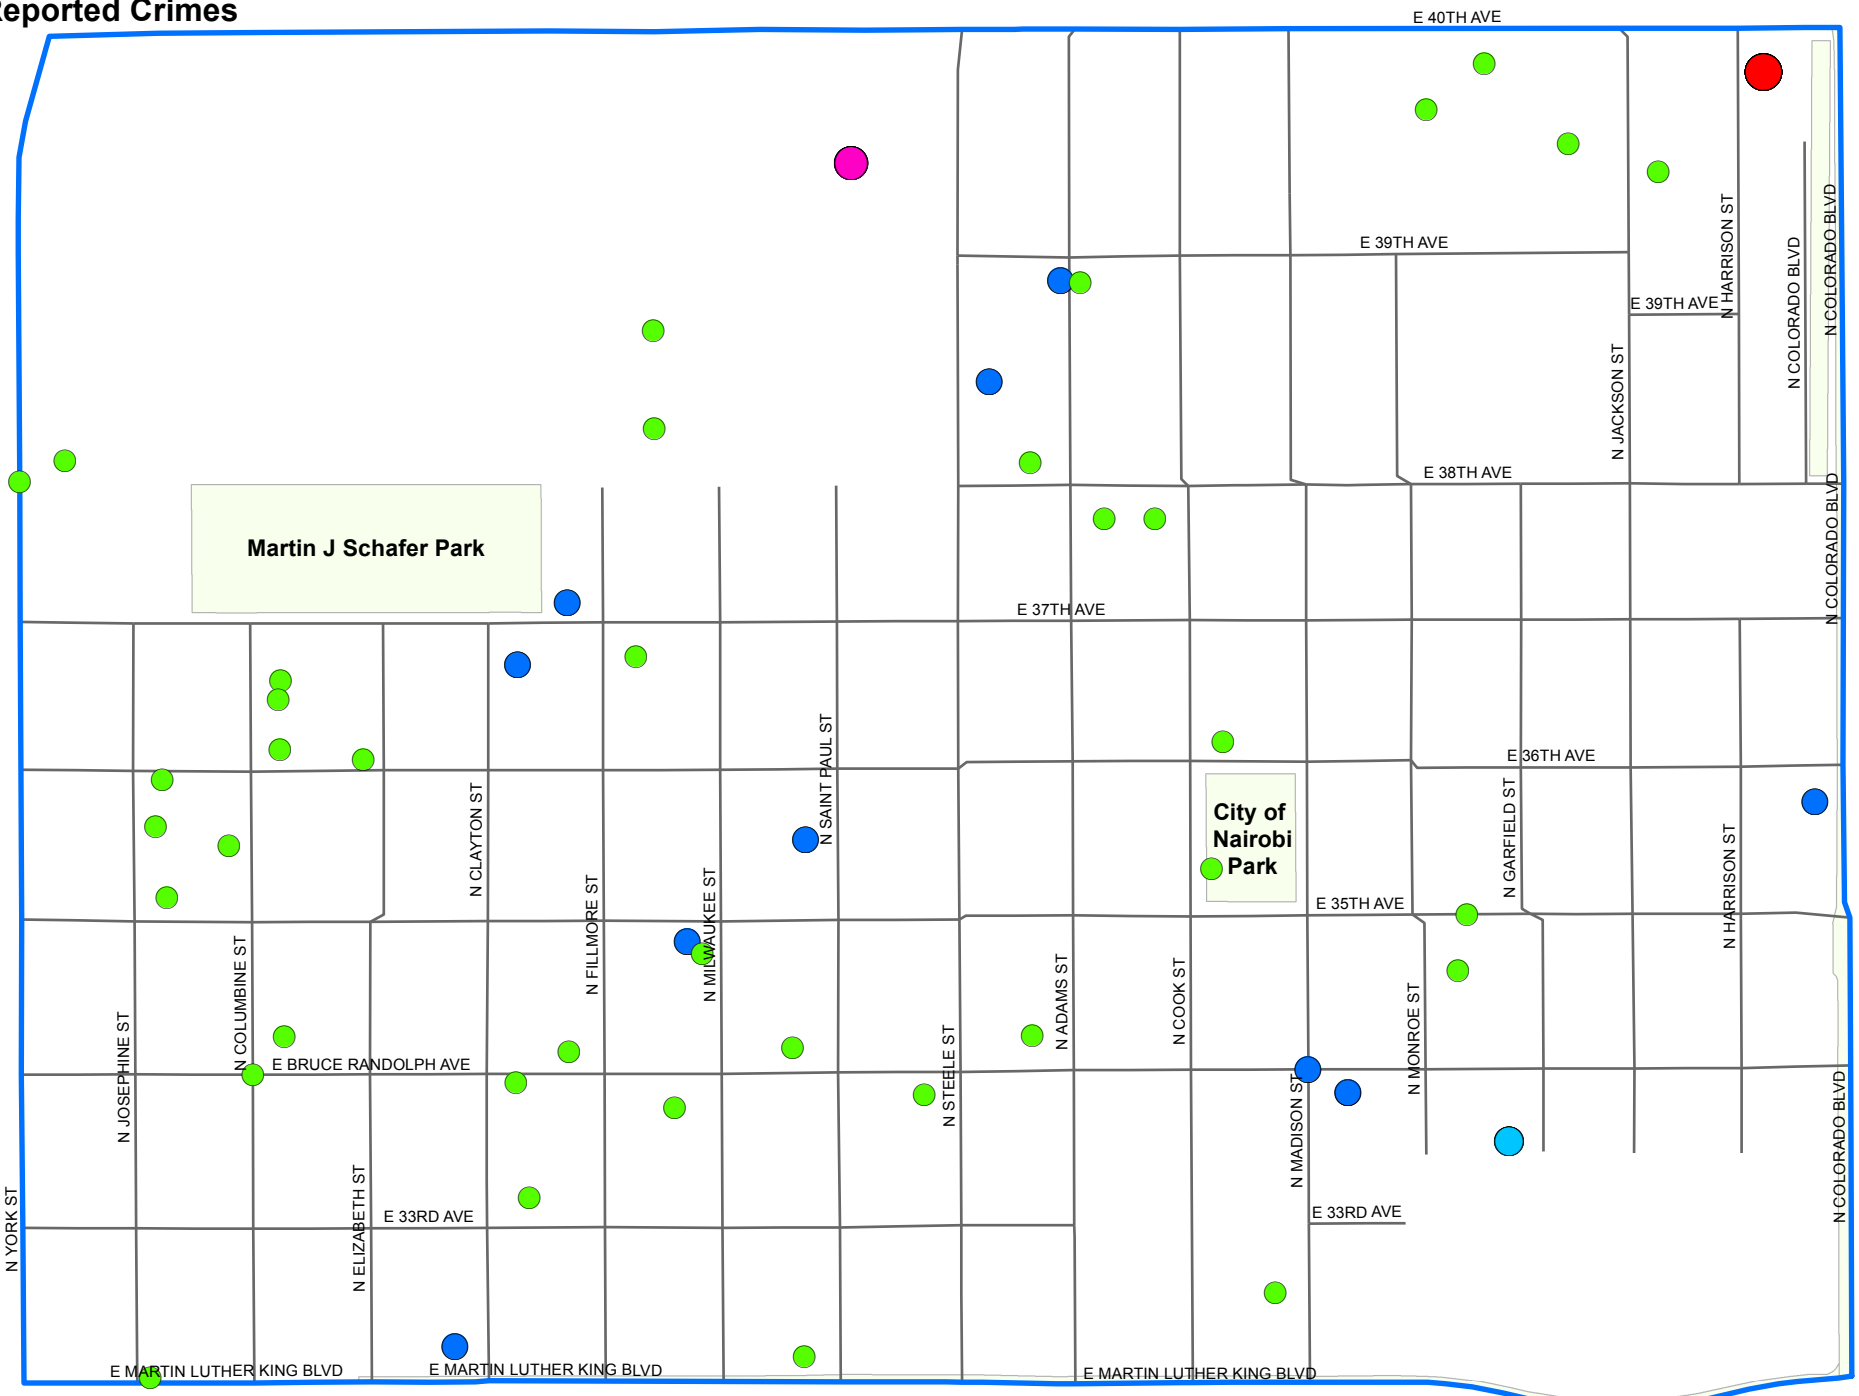 Reported Crimes
E 40TH AVE
N HARRISON ST
N COLORADO BLVD
N COLORADO BLVD
E 39TH AVE
E 39TH AVE
N JACKSON ST
E 38TH AVE
N COLORADO BLVD
Martin J Schafer Park
E 37TH AVE
N SAINT PAUL ST
E 36TH AVE
N CLAYTON ST
City of
Nairobi
Park
N GARFIELD ST
N HARRISON ST
N FILLMORE ST
N MILWAUKEE ST
E 35TH AVE
N COLUMBINE ST
N ADAMS ST
N COOK ST
N MONROE ST
N JOSEPHINE ST
E BRUCE RANDOLPH AVE
N STEELE ST
N MADISON ST
N COLORADO BLVD
N YORK ST
N ELIZABETH ST
E 33RD AVE
E 33RD AVE
E MARTIN LUTHER KING BLVD
E MARTIN LUTHER KING BLVD
E MARTIN LUTHER KING BLVD